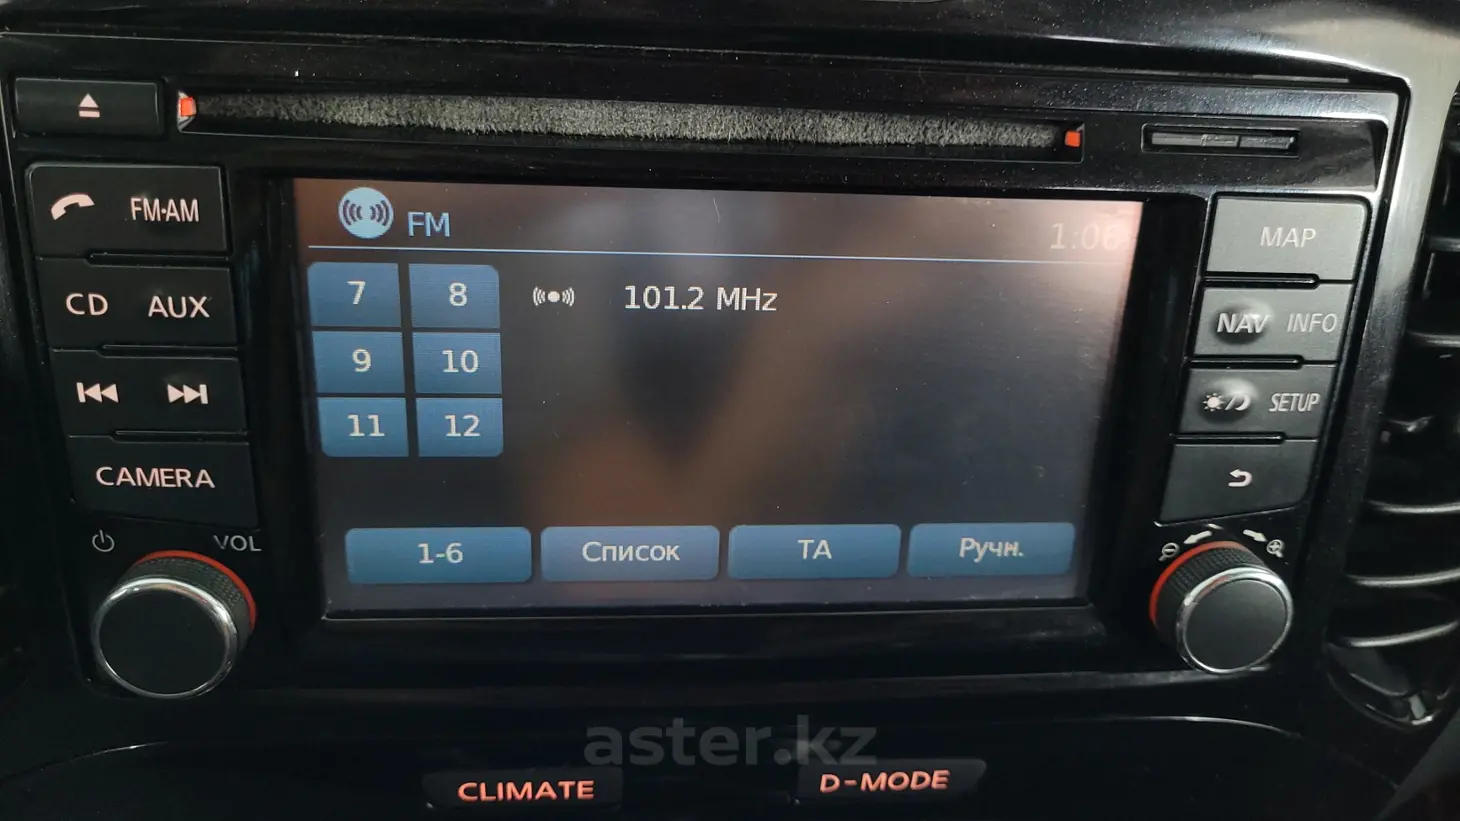 FM·AM
CD AUX
CAMERA
VOL
FM
1:06
7 8
101.2 MHz
9 10
11 12
1-6 Список TA Ручн.
MAP
NAV INFO
SETUP
aster.kz
CLIMATE
D-MODE